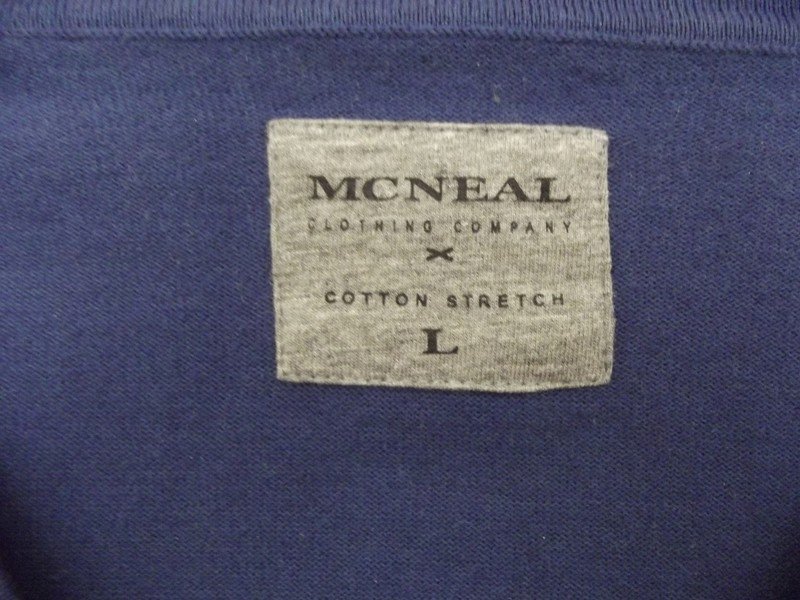 MCNEAL
CLOTHING COMPANY
X
COTTON STRETCH
L